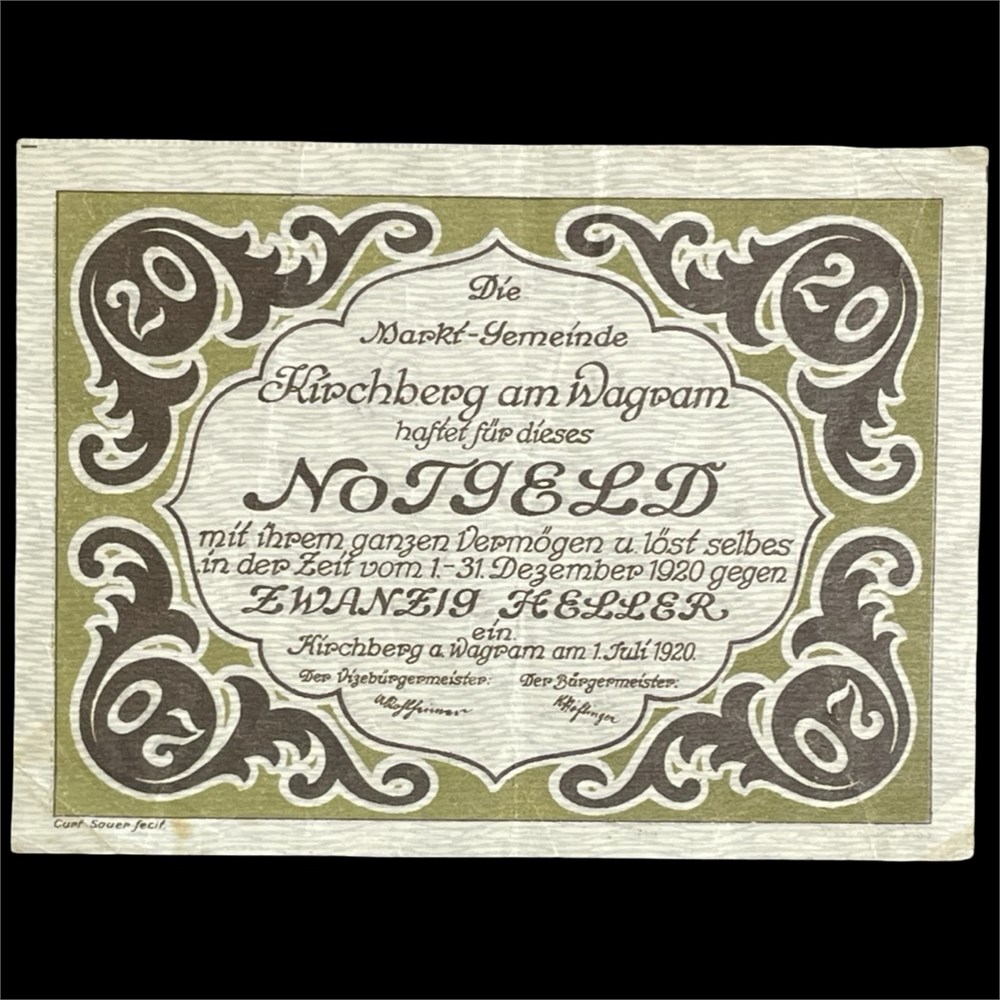 20 20
Die
Markt-Gemeinde
Kirchberg am Wagram
haftet für dieses
NOTGELD
mit ihrem ganzen Vermögen u. löst selbes
in der Zeit vom 1.-31. Dezember 1920 gegen
ZWANZIG HELLER
ein.
Kirchberg a. Wagram am 1. Juli 1920.
Der Vizebürgermeister: Der Bürgermeister:
20 20
Curt Sauer fecit.